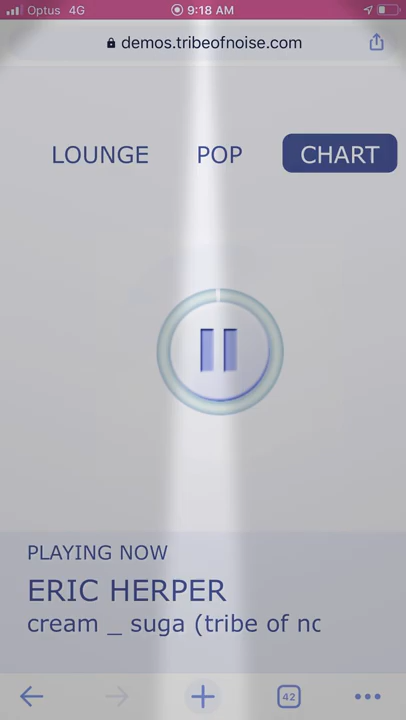 Optus 4G 9:18 AM
demos.tribeofnoise.com
LOUNGE POP CHART
PLAYING NOW
ERIC HERPER
cream _ suga (tribe of nc
42